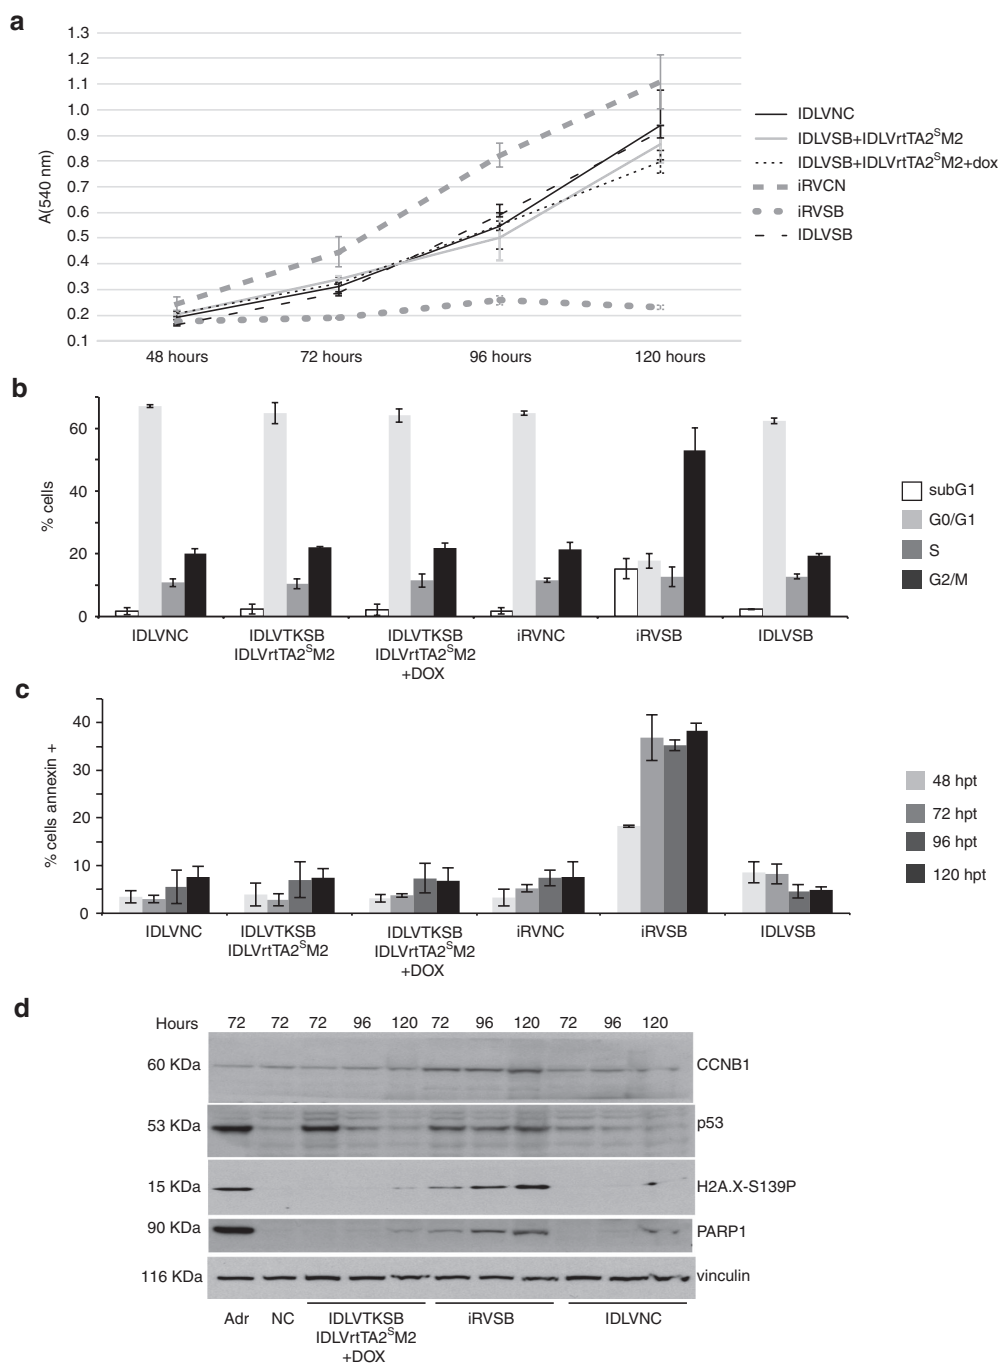 a
1.3
1.2
1.1
1.0
0.9
0.8
0.7
0.6
0.5
0.4
0.3
0.2
0.1
A(540 nm)
48 hours
72 hours
96 hours
120 hours
IDLVNC
IDLVSB+IDLVrtTA2ˢM2
IDLVSB+IDLVrtTA2ˢM2+dox
iRVCN
iRVSB
IDLVSB
b
60
40
20
0
% cells
IDLVNC
IDLVTKSB
IDLVrtTA2ˢM2
IDLVTKSB
IDLVrtTA2ˢM2
+DOX
iRVNC
iRVSB
IDLVSB
subG1
G0/G1
S
G2/M
c
40
30
20
10
0
% cells annexin +
IDLVNC
IDLVTKSB
IDLVrtTA2ˢM2
IDLVTKSB
IDLVrtTA2ˢM2
+DOX
iRVNC
iRVSB
IDLVSB
48 hpt
72 hpt
96 hpt
120 hpt
d
Hours 72 72 72 96 120 72 96 120 72 96 120
60 KDa CCNB1
53 KDa p53
15 KDa H2A.X-S139P
90 KDa PARP1
116 KDa vinculin
Adr
NC
IDLVTKSB
IDLVrtTA2ˢM2
+DOX
iRVSB
IDLVNC